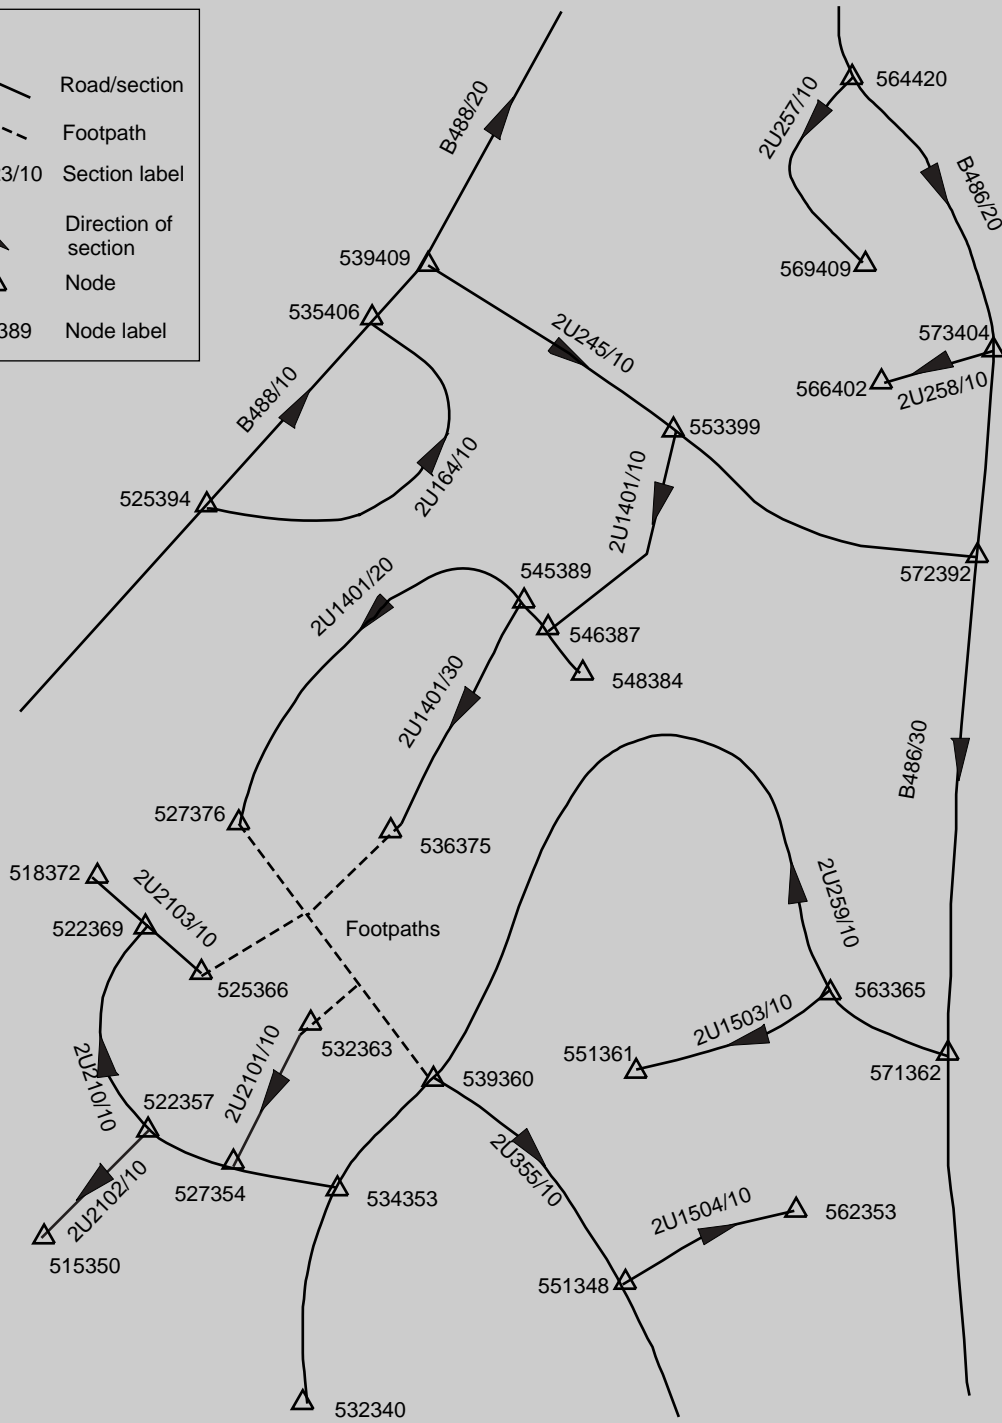 Road/section
Footpath
3/10 Section label
Direction of
section
Node
389 Node label
B488/20
2U257/10
564420
B486/20
539409
569409
535406
2U245/10
573404
566402
2U258/10
B488/10
553399
2U164/10
2U1401/10
525394
572392
2U1401/20
545389
546387
548384
2U1401/30
B486/30
527376
536375
518372
2U2103/10
2U259/10
522369
Footpaths
525366
563365
2U1503/10
532363
551361
571362
2U210/10
2U2101/10
539360
522357
2U355/10
2U2102/10
527354
534353
2U1504/10
562353
515350
551348
532340